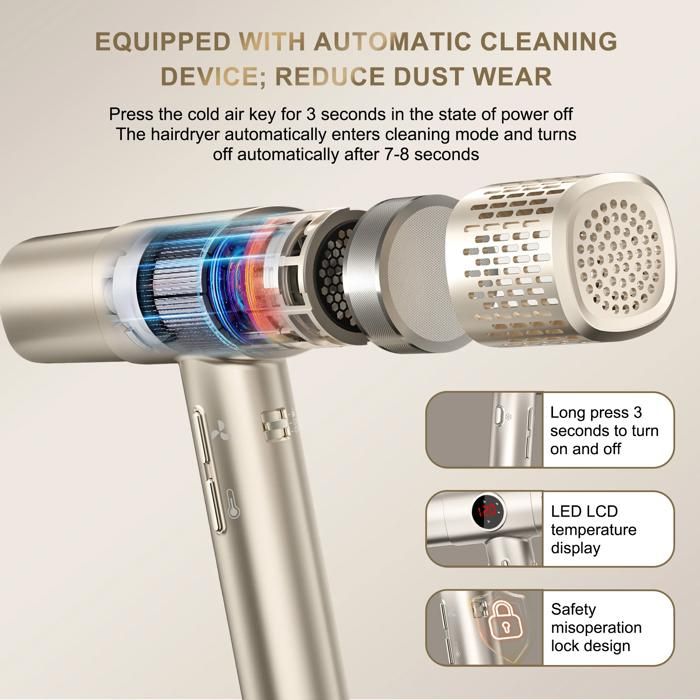 EQUIPPED WITH AUTOMATIC CLEANING
DEVICE; REDUCE DUST WEAR
Press the cold air key for 3 seconds in the state of power off
The hairdryer automatically enters cleaning mode and turns
off automatically after 7-8 seconds
Long press 3
seconds to turn
on and off
LED LCD
temperature
display
Safety
misoperation
lock design